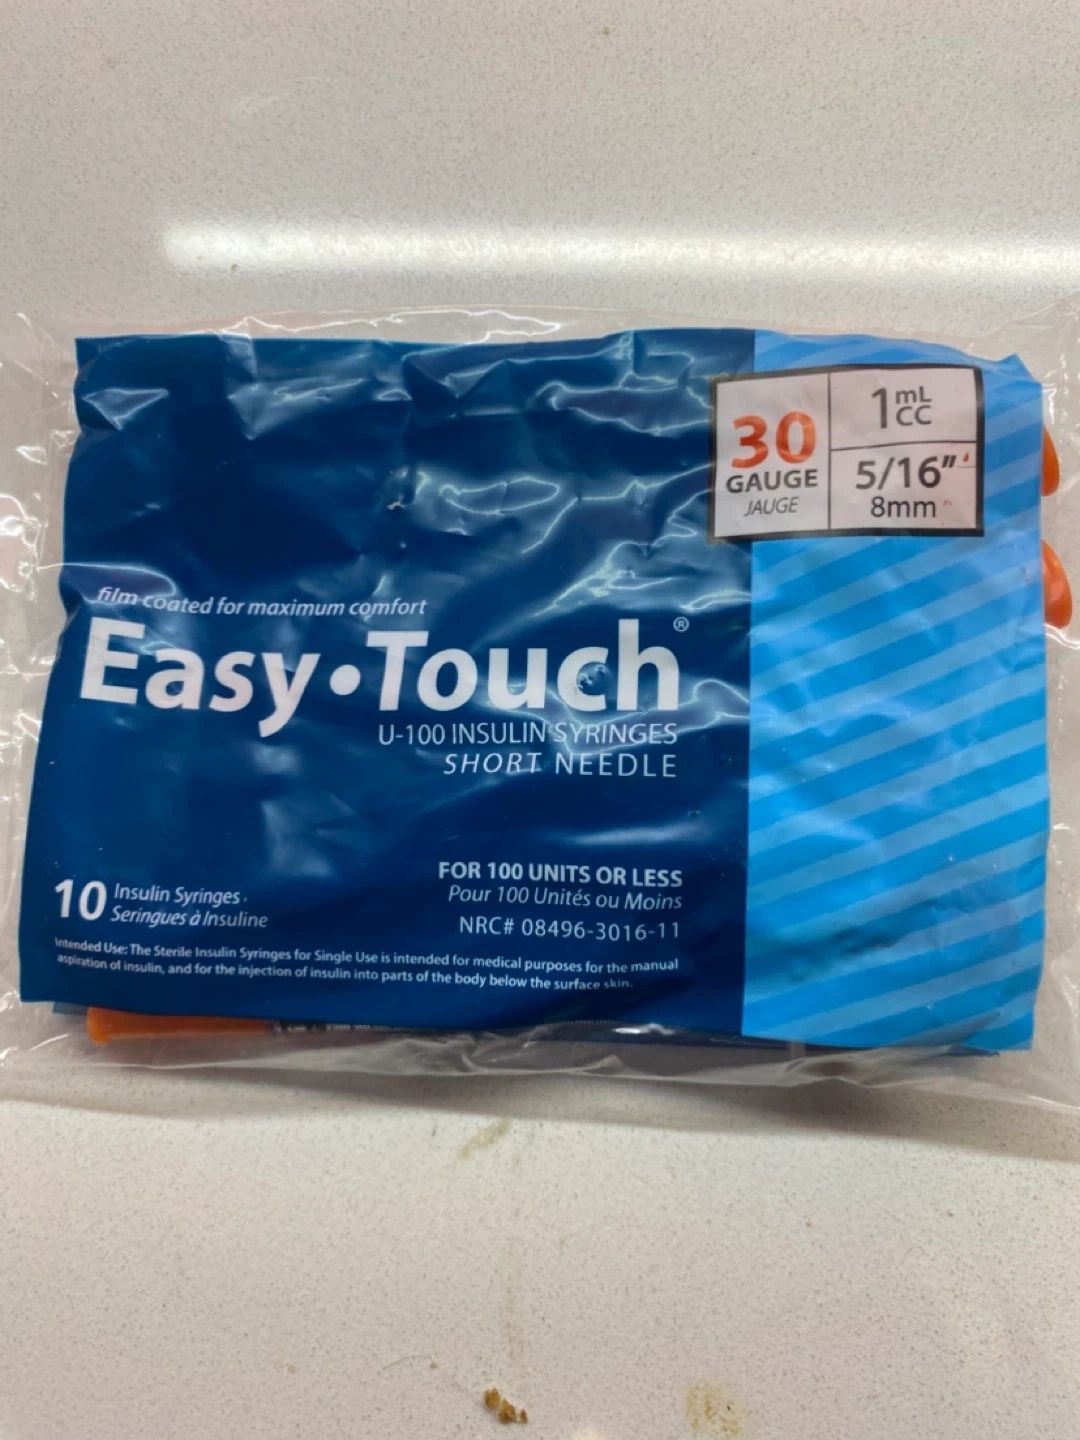 30
GAUGE
JAUGE
1 mL
CC
5/16"
8mm
film coated for maximum comfort
Easy•Touch®
U-100 INSULIN SYRINGES
SHORT NEEDLE
10 Insulin Syringes
Seringues à Insuline
FOR 100 UNITS OR LESS
Pour 100 Unités ou Moins
NRC# 08496-3016-11
Intended Use: The Sterile Insulin Syringes for Single Use is intended for medical purposes for the manual
aspiration of insulin, and for the injection of insulin into parts of the body below the surface skin.